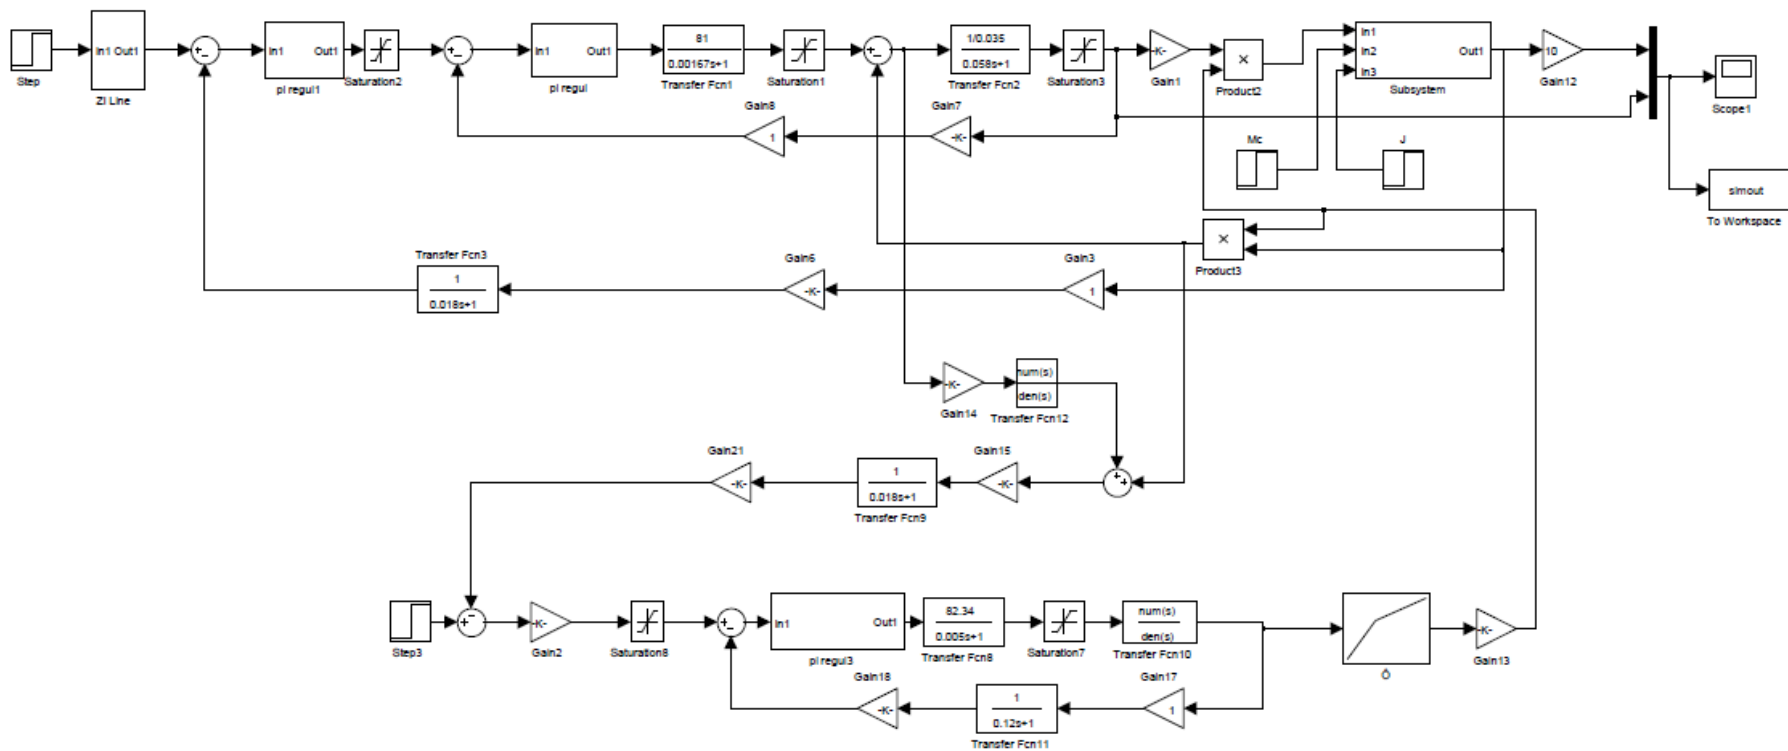 Step
In1 Out1
ZI Line
In1 Out1
pi regul1
Saturation2
In1 Out1
pi regul
81
0.00167s+1
Transfer Fcn1
Saturation1
1/0.035
0.058s+1
Transfer Fcn2
Saturation3
-K-
Gain1
×
Product2
In1
In2
In3
Out1
Subsystem
10
Gain12
Scope1
Gain8
1
Gain7
-K-
Mc
J
simout
To Workspace
×
Product3
Transfer Fcn3
1
0.018s+1
Gain6
-K-
Gain3
1
-K-
Gain14
num(s)
den(s)
Transfer Fcn12
Gain21
-K-
1
0.018s+1
Transfer Fcn9
Gain15
-K-
Step3
-K-
Gain2
Saturation8
In1 Out1
pi regul3
82.34
0.005s+1
Transfer Fcn8
Saturation7
num(s)
den(s)
Transfer Fcn10
Ô
-K-
Gain13
Gain18
-K-
1
0.12s+1
Transfer Fcn11
Gain17
1